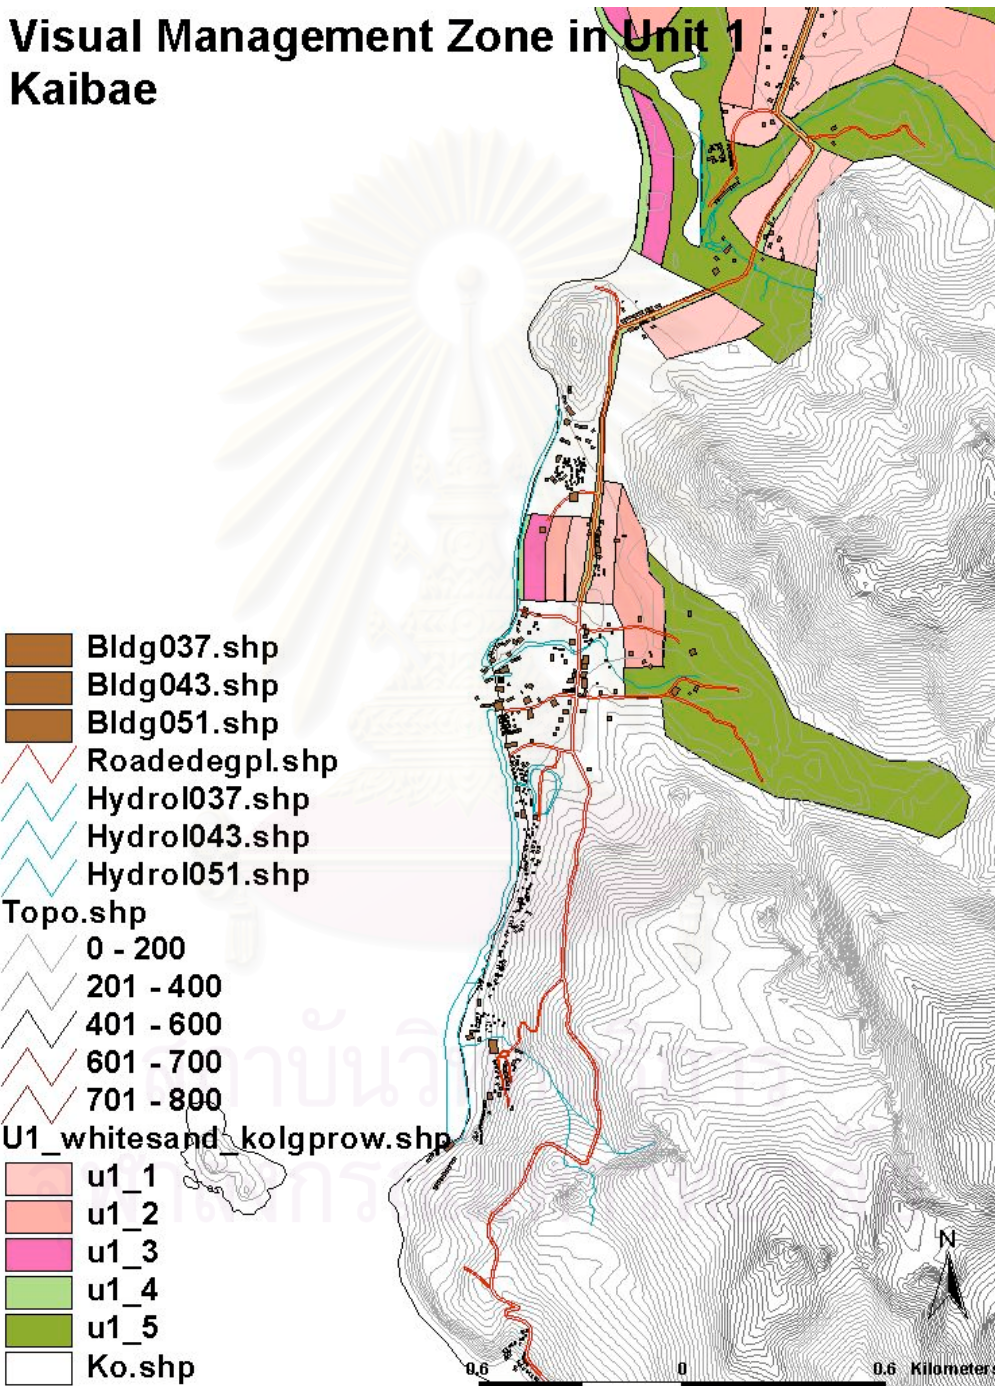 Visual Management Zone in Unit 1
Kaibae
Bldg037.shp
Bldg043.shp
Bldg051.shp
Roadedegpl.shp
Hydrol037.shp
Hydrol043.shp
Hydrol051.shp
Topo.shp
0 - 200
201 - 400
401 - 600
601 - 700
701 - 800
U1_whitesand_kolgprow.shp
u1_1
u1_2
u1_3
u1_4
u1_5
Ko.shp
N
0.6 0 0.6 Kilometers